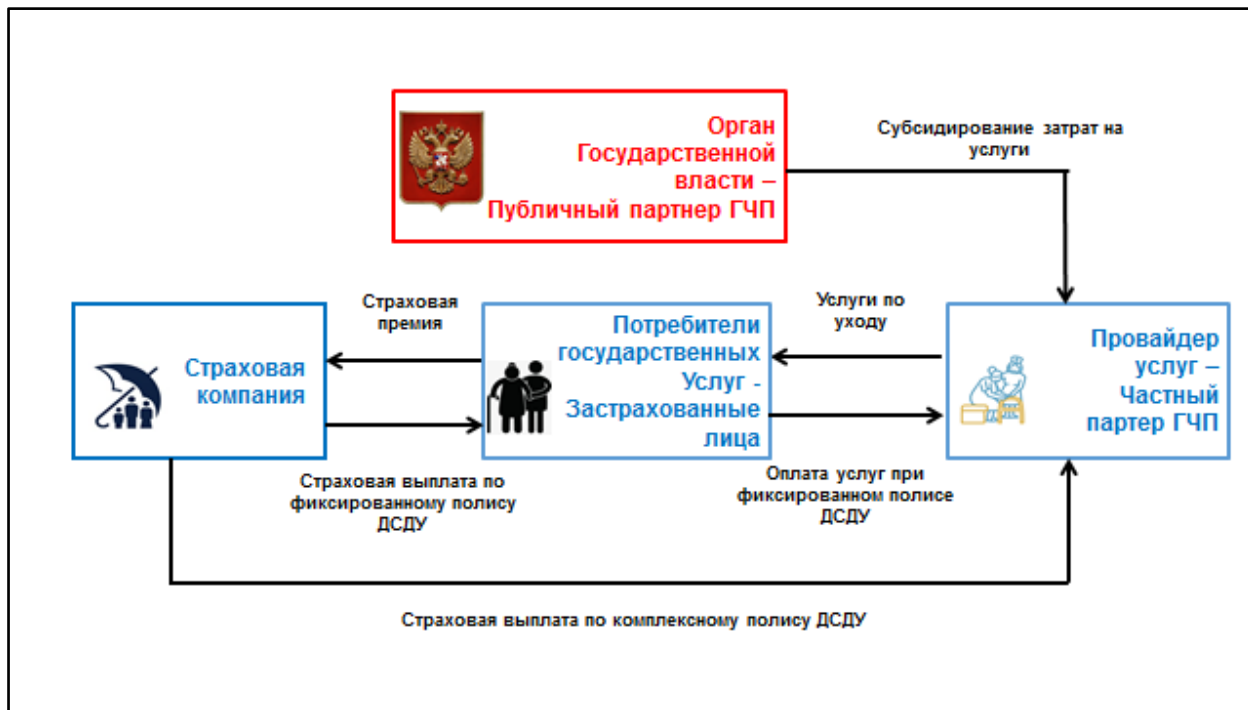 Орган
Государственной
власти –
Публичный партнер ГЧП
Субсидирование затрат на
услуги
Страховая
премия
Услуги по
уходу
Страховая
компания
Потребители
государственных
Услуг -
Застрахованные
лица
Провайдер
услуг –
Частный
партер ГЧП
Страховая выплата по
фиксированному полису
ДСДУ
Оплата услуг при
фиксированном полисе
ДСДУ
Страховая выплата по комплексному полису ДСДУ